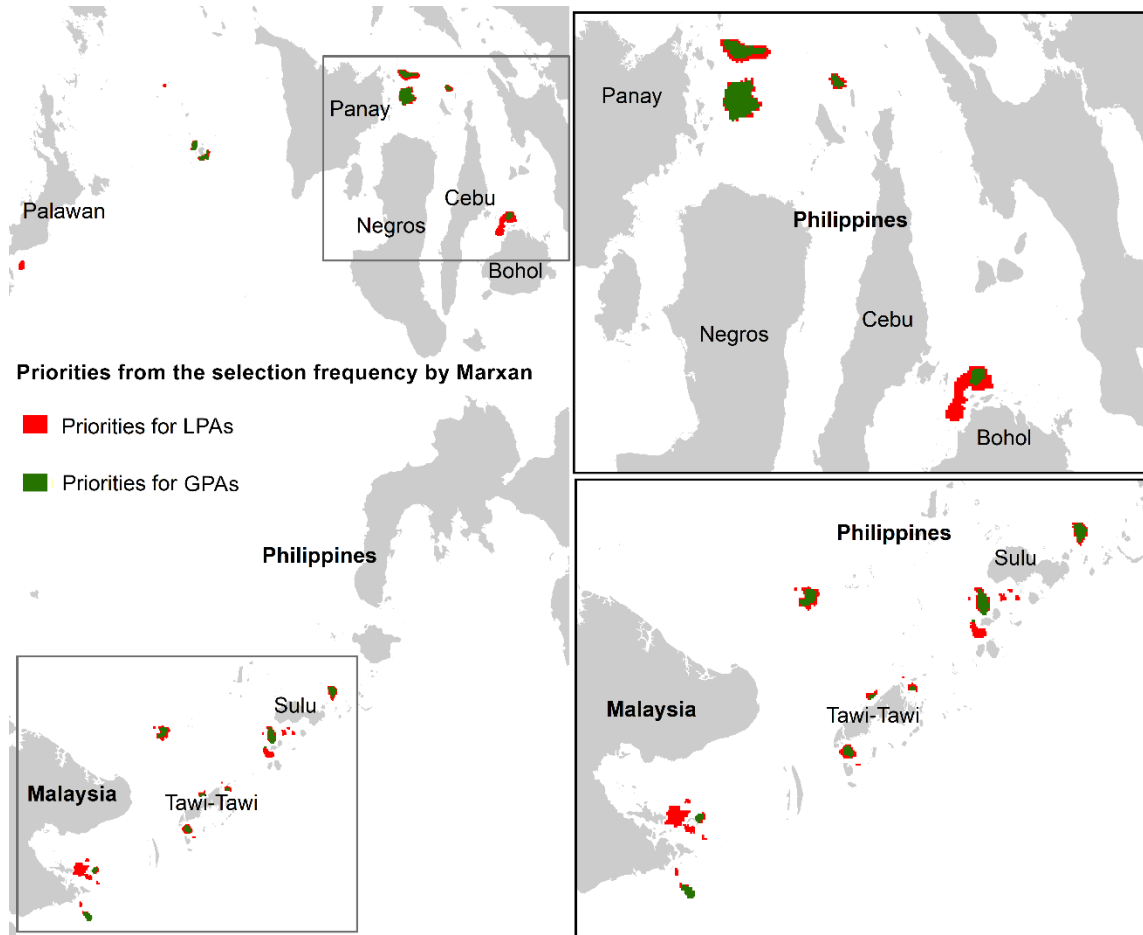 Panay
Palawan
Cebu
Negros
Bohol
Priorities from the selection frequency by Marxan
Priorities for LPAs
Priorities for GPAs
Philippines
Sulu
Malaysia
Tawi-Tawi
Panay
Philippines
Negros
Cebu
Bohol
Philippines
Sulu
Malaysia
Tawi-Tawi